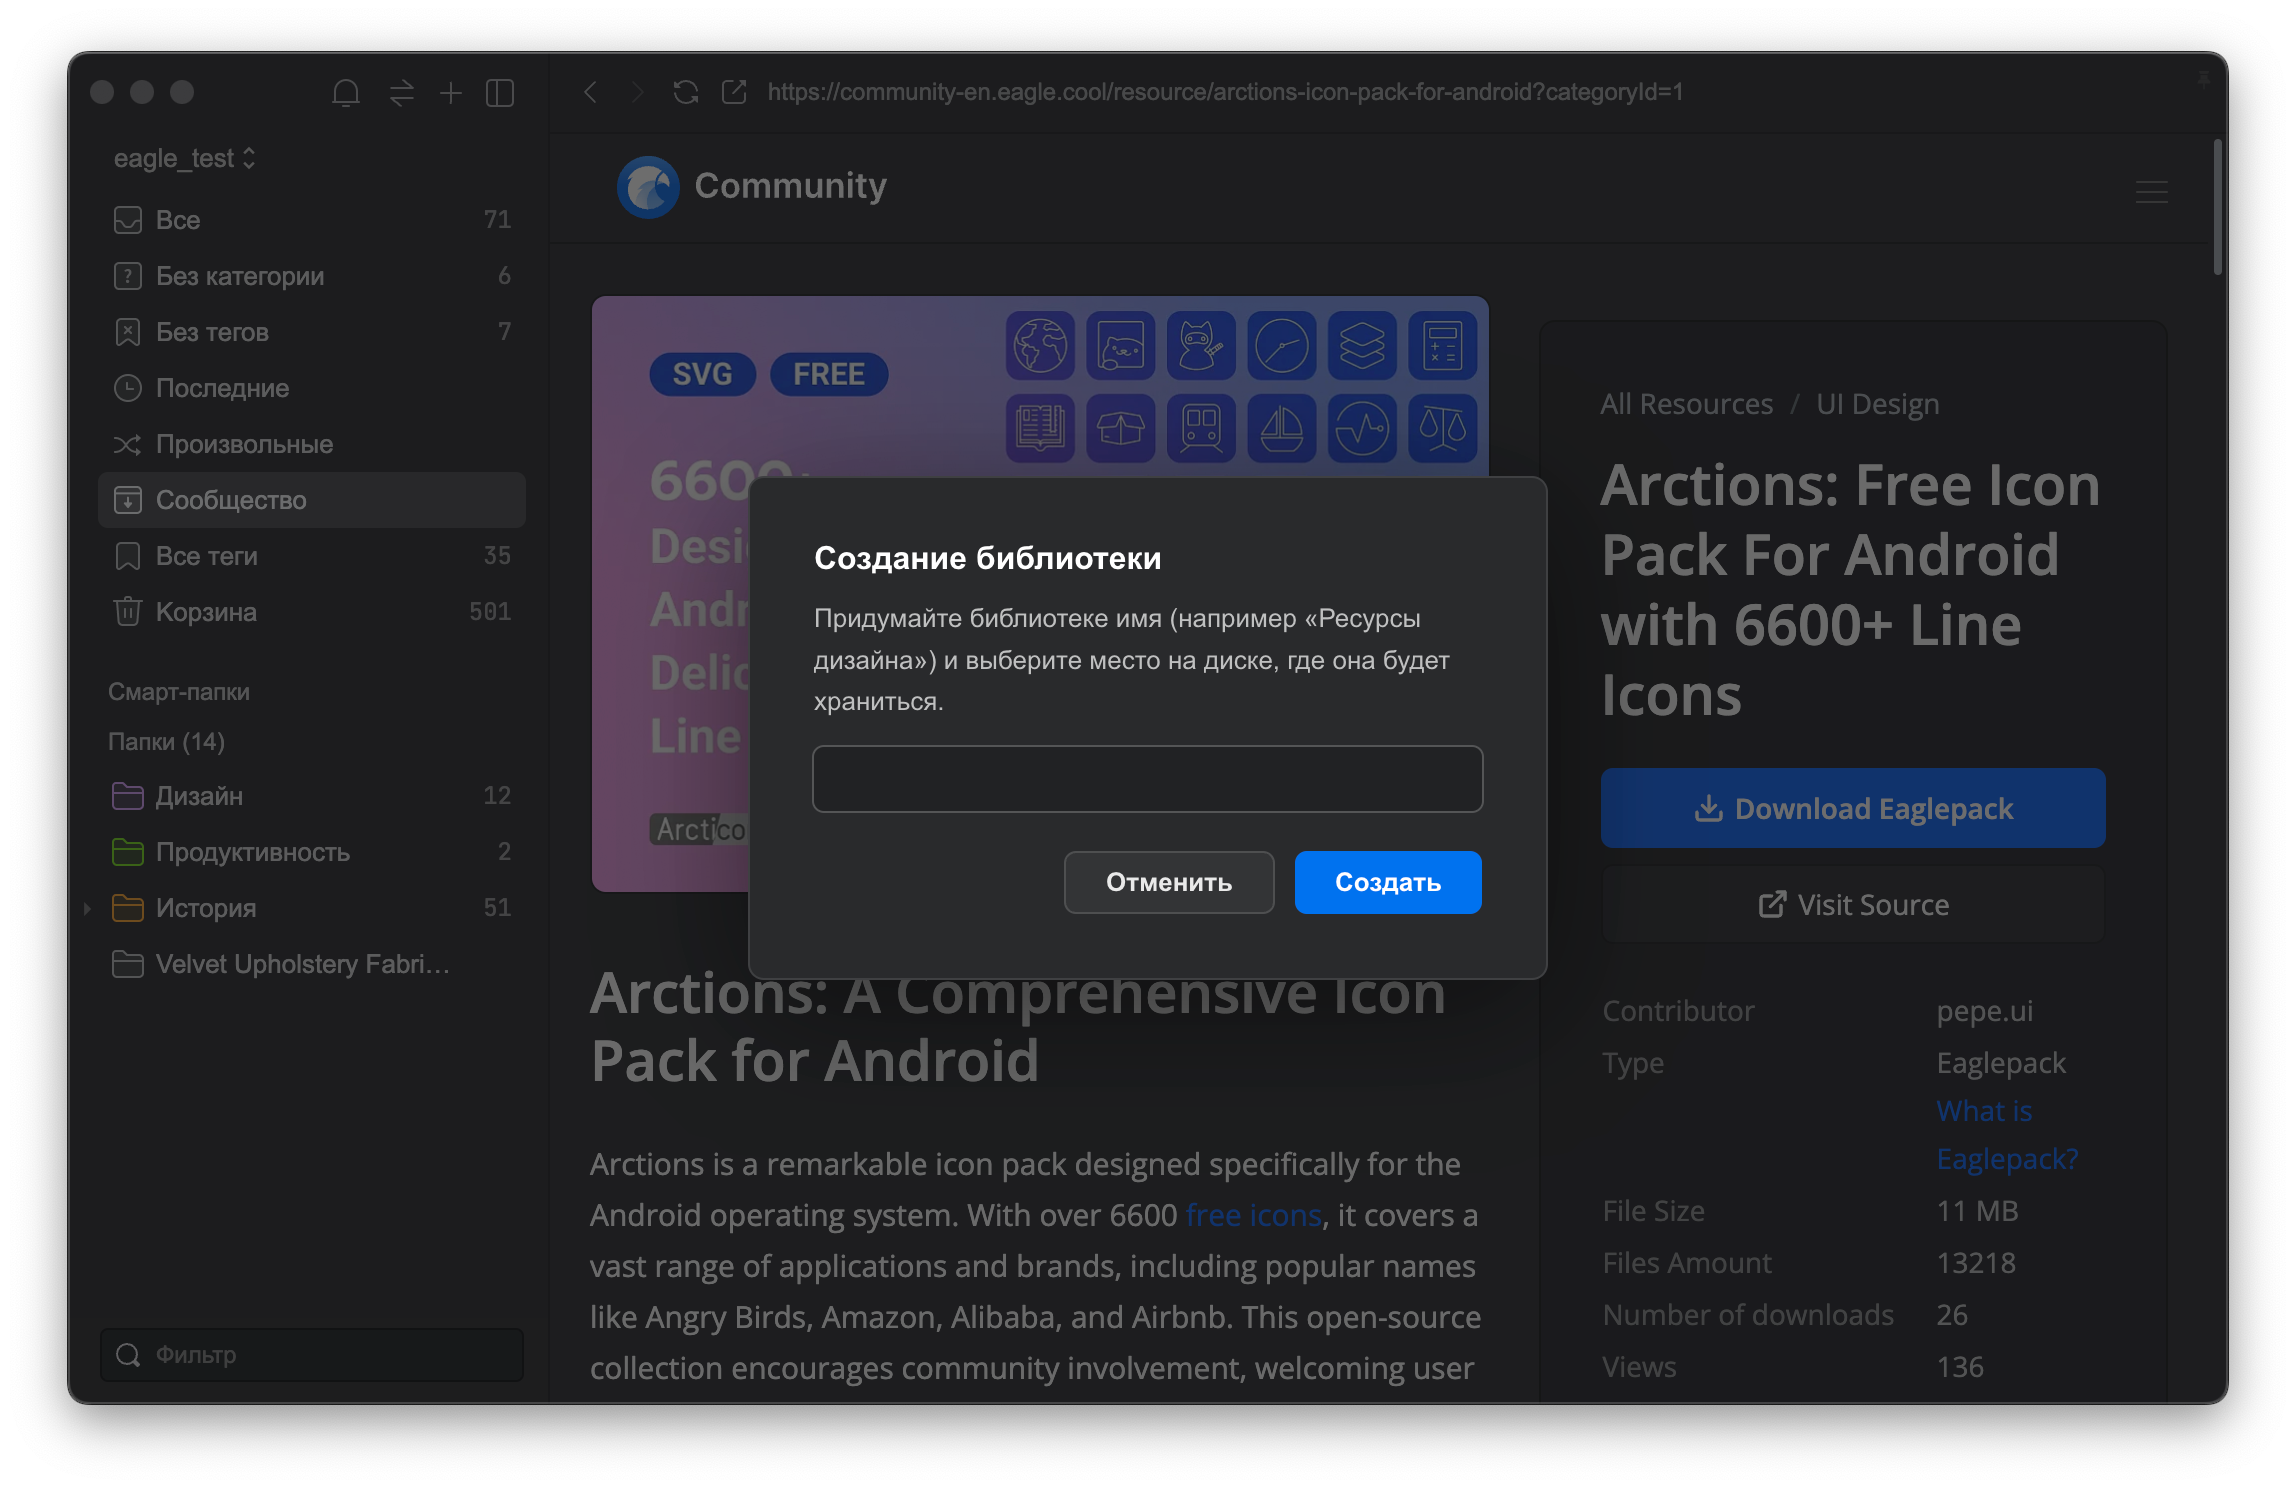 https://community-en.eagle.cool/resource/arctions-icon-pack-for-android?categoryId=1
eagle_test
Все 71
Без категории 6
Без тегов 7
Последние
Произвольные
Сообщество
Все теги 35
Корзина 501
Смарт-папки
Папки (14)
Дизайн 12
Продуктивность 2
История 51
Velvet Upholstery Fabri…
Фильтр
Community
SVG FREE
6600+
Line
Создание библиотеки
Придумайте библиотеке имя (например «Ресурсы
дизайна») и выберите место на диске, где она будет
храниться.
Отменить Создать
Arctions: A Comprehensive Icon
Pack for Android
Arctions is a remarkable icon pack designed specifically for the
Android operating system. With over 6600 free icons, it covers a
vast range of applications and brands, including popular names
like Angry Birds, Amazon, Alibaba, and Airbnb. This open-source
collection encourages community involvement, welcoming user
All Resources / UI Design
Arctions: Free Icon
Pack For Android
with 6600+ Line
Icons
Download Eaglepack
Visit Source
Contributor pepe.ui
Type Eaglepack
What is
Eaglepack?
File Size 11 MB
Files Amount 13218
Number of downloads 26
Views 136